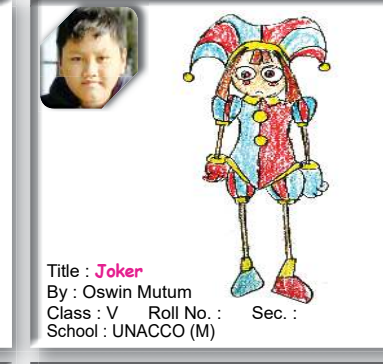 Title : Joker
By : Oswin Mutum
Class : V Roll No. : Sec. :
School : UNACCO (M)